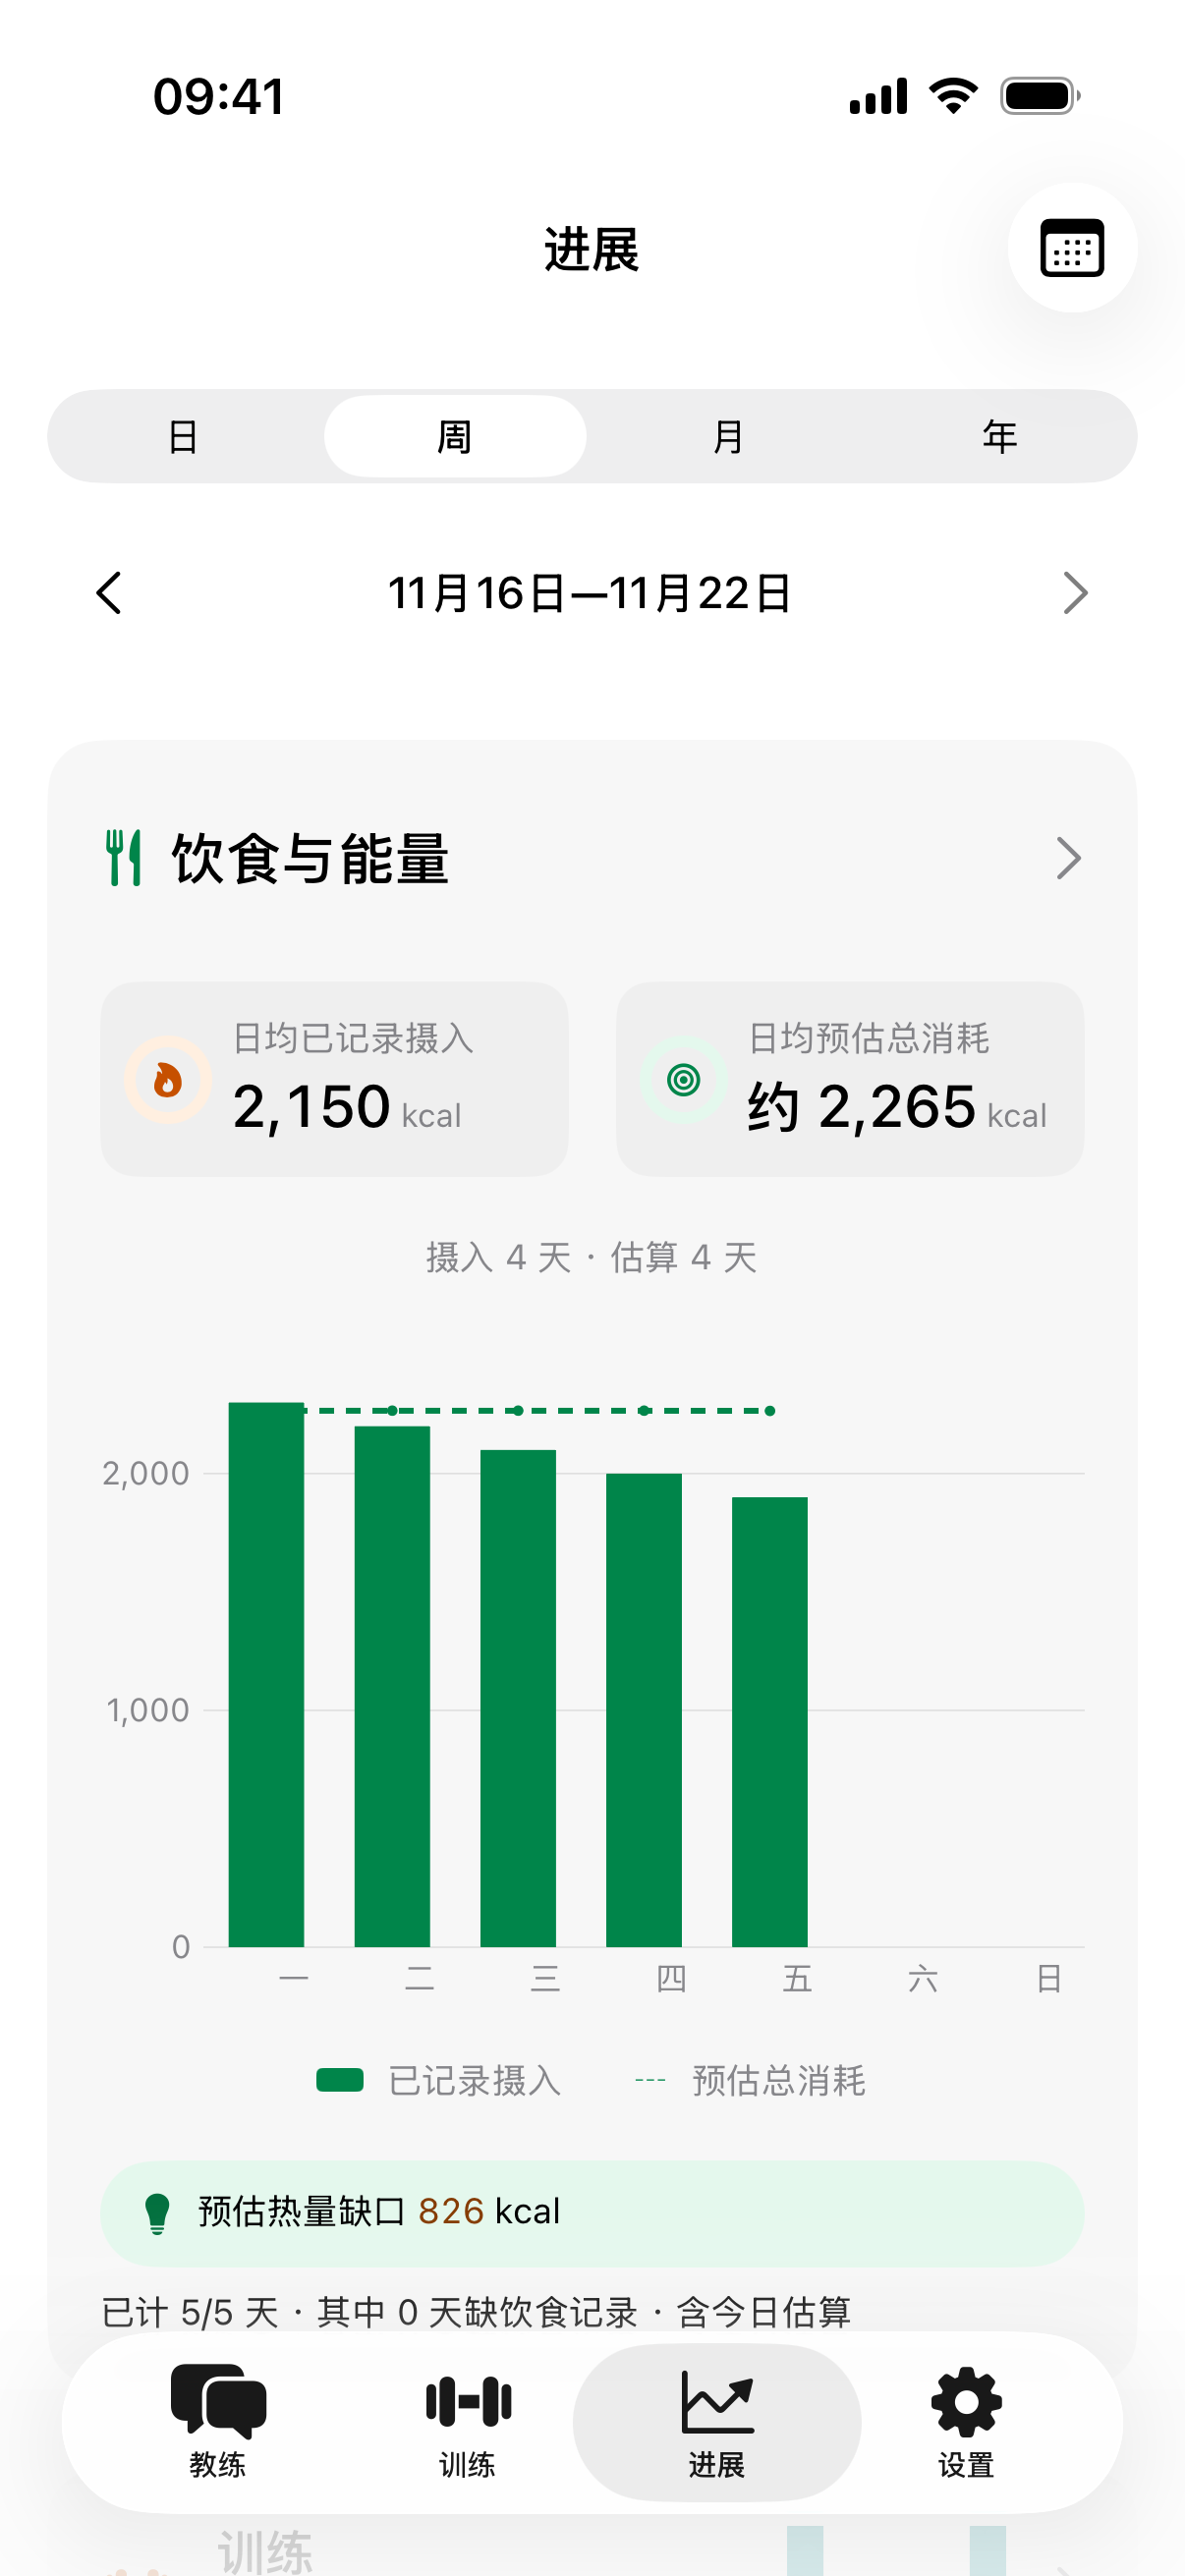 09:41
进展
日 周 月 年
11月16日—11月22日
饮食与能量
日均已记录摄入
2,150 kcal
日均预估总消耗
约 2,265 kcal
摄入 4 天 · 估算 4 天
2,000
1,000
0
一 二 三 四 五 六 日
已记录摄入 预估总消耗
预估热量缺口 826 kcal
已计 5/5 天 · 其中 0 天缺饮食记录 · 含今日估算
教练 训练 进展 设置
训练